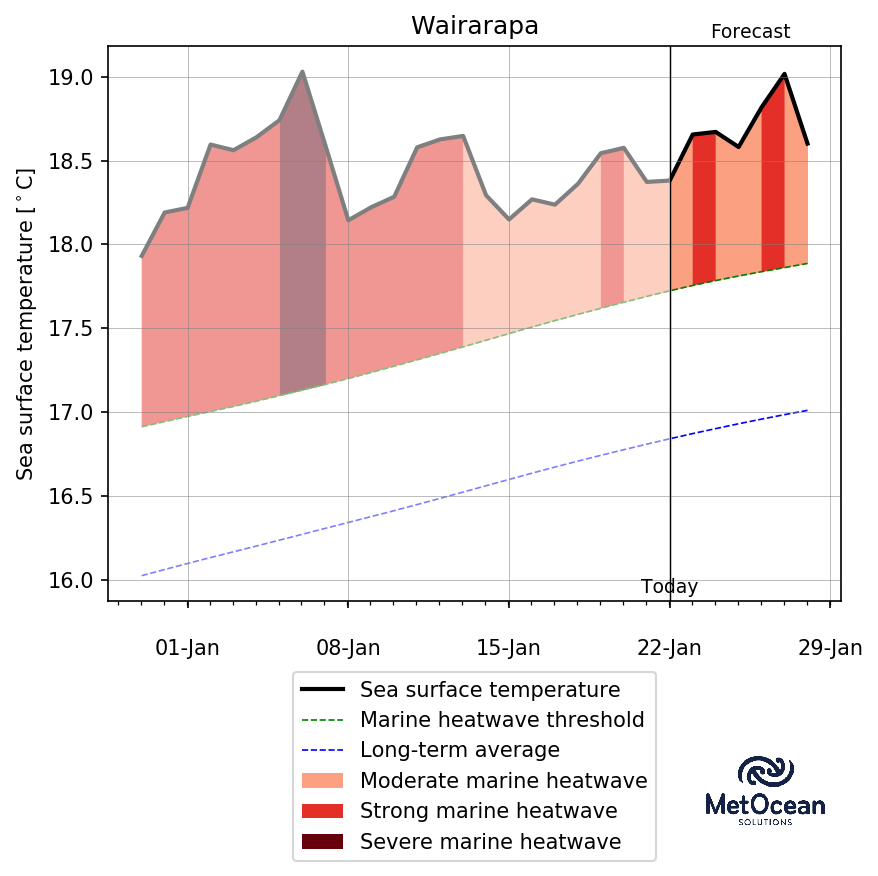 Wairarapa
Forecast
Sea surface temperature [°C]
19.0
18.5
18.0
17.5
17.0
16.5
16.0
Today
01-Jan 08-Jan 15-Jan 22-Jan 29-Jan
Sea surface temperature
Marine heatwave threshold
Long-term average
Moderate marine heatwave
Strong marine heatwave
Severe marine heatwave
MetOcean
SOLUTIONS